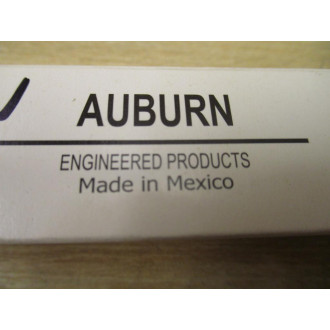 AUBURN
ENGINEERED PRODUCTS
Made in Mexico